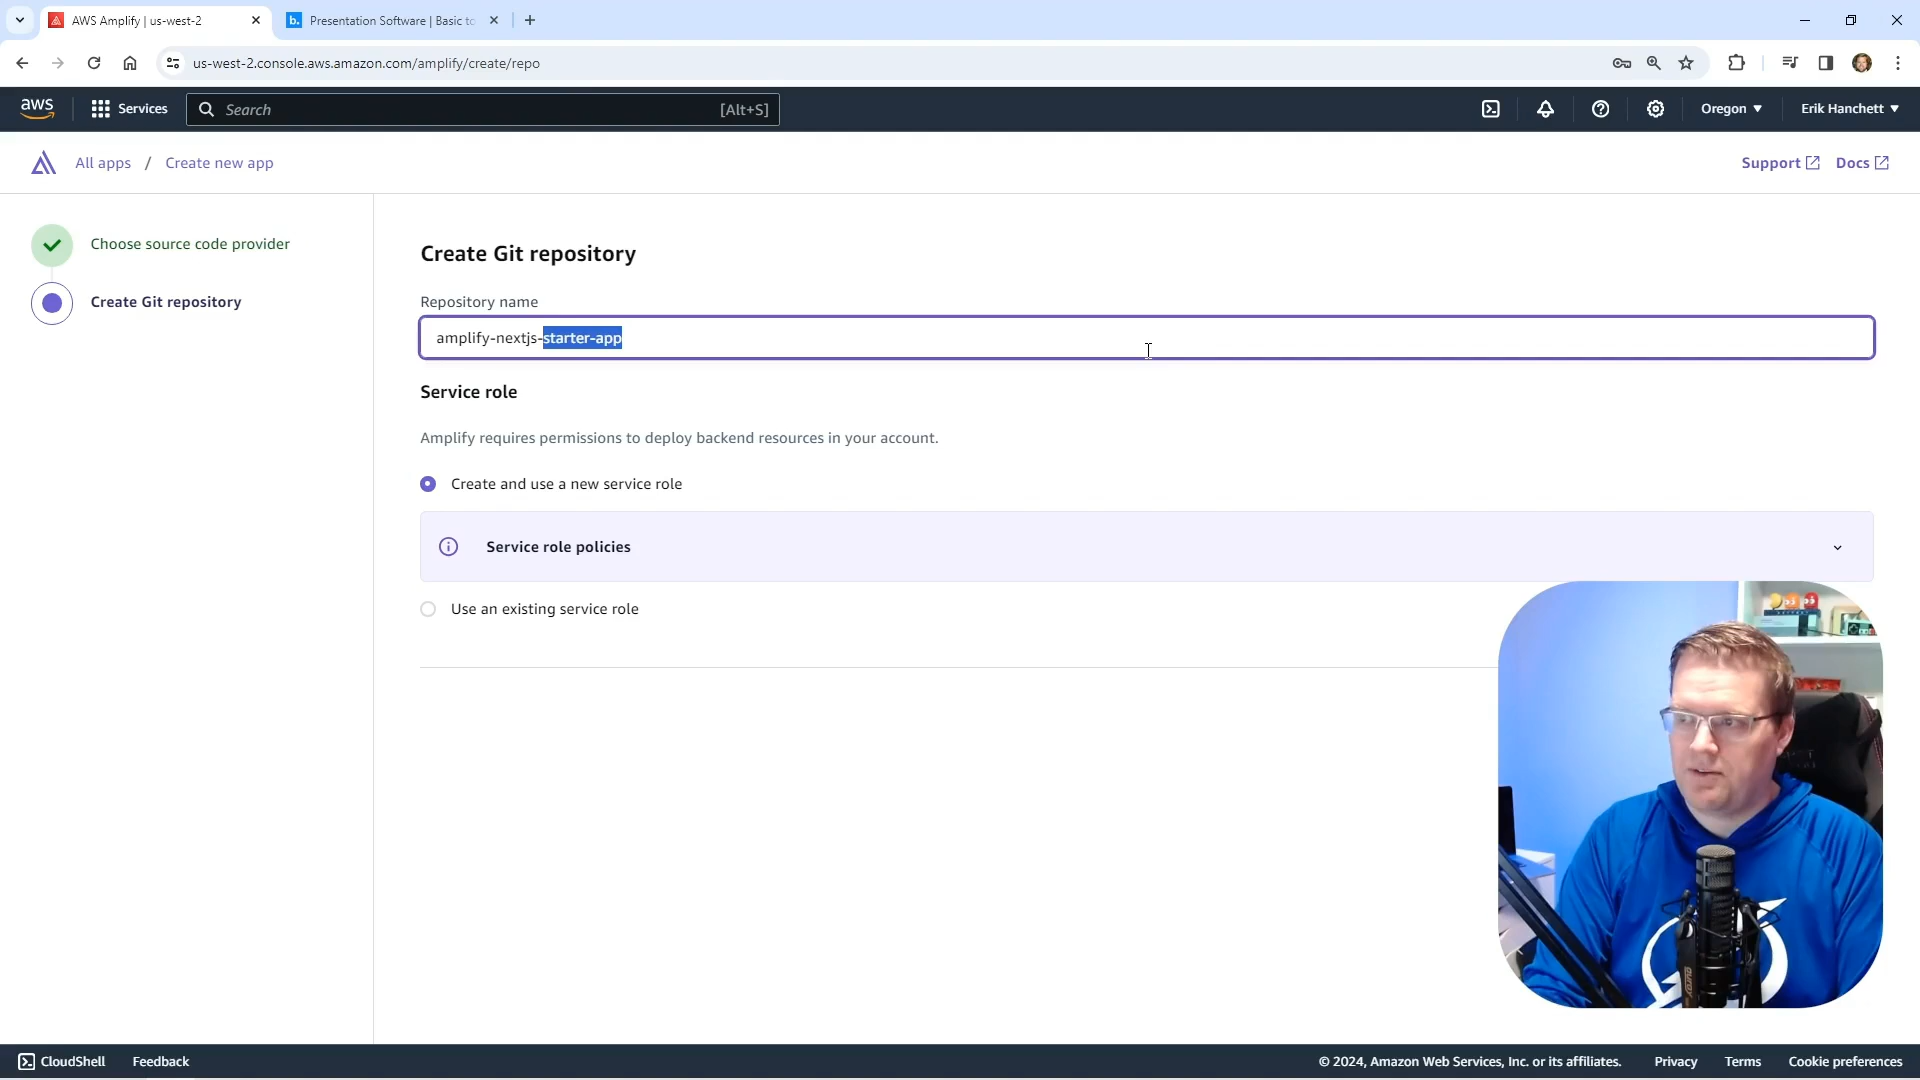 AWS Amplify | us-west-2
b. Presentation Software | Basic to
us-west-2.console.aws.amazon.com/amplify/create/repo
aws
Services
Search
[Alt+S]
Oregon
Erik Hanchett
All apps / Create new app
Support
Docs
Choose source code provider
Create Git repository
Create Git repository
Repository name
amplify-nextjs-starter-app
Service role
Amplify requires permissions to deploy backend resources in your account.
Create and use a new service role
Service role policies
Use an existing service role
CloudShell
Feedback
© 2024, Amazon Web Services, Inc. or its affiliates.
Privacy
Terms
Cookie preferences